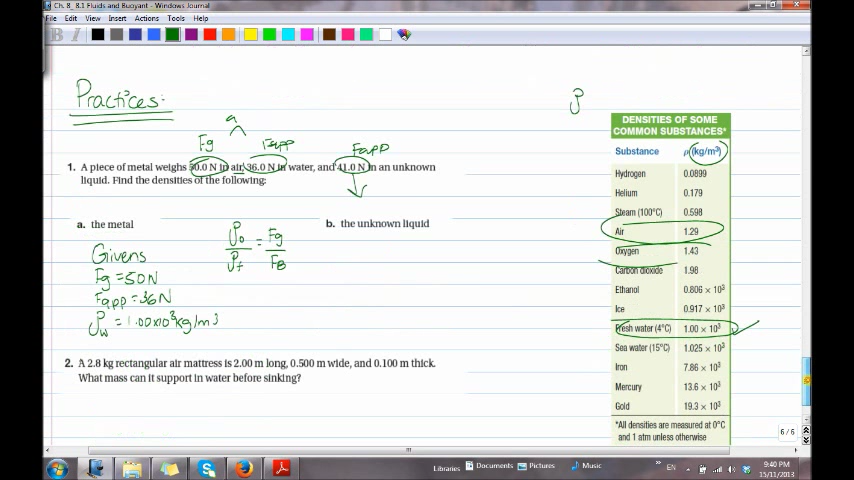 Ch. 8_ 8.1 Fluids and Buoyant - Windows Journal
File Edit View Insert Actions Tools Help
B I
Practices:
a
Fg Fapp Fapp
1. A piece of metal weighs 50.0 N in air, 36.0 N in water, and 41.0 N in an unknown
liquid. Find the densities of the following:
a. the metal b. the unknown liquid
Givens
Fg = 50N
Fapp = 36N
ρw = 1.00x10³ kg/m³
ρo/ρf = Fg/FB
2. A 2.8 kg rectangular air mattress is 2.00 m long, 0.500 m wide, and 0.100 m thick.
What mass can it support in water before sinking?
ρ
DENSITIES OF SOME
COMMON SUBSTANCES*
Substance ρ (kg/m³)
Hydrogen 0.0899
Helium 0.179
Steam (100°C) 0.598
Air 1.29
Oxygen 1.43
Carbon dioxide 1.98
Ethanol 0.806 × 10³
Ice 0.917 × 10³
Fresh water (4°C) 1.00 × 10³
Sea water (15°C) 1.025 × 10³
Iron 7.86 × 10³
Mercury 13.6 × 10³
Gold 19.3 × 10³
*All densities are measured at 0°C
and 1 atm unless otherwise
6/6
Libraries Documents Pictures Music » EN 9:40 PM
15/11/2013